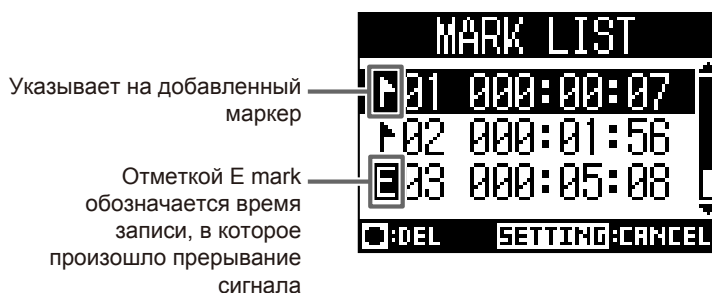 MARK LIST
Указывает на добавленный
маркер
01 000:00:07
02 000:01:56
E 03 000:05:08
Отметкой E mark
обозначается время
записи, в которое
произошло прерывание
сигнала
:DEL SETTING:CANCEL